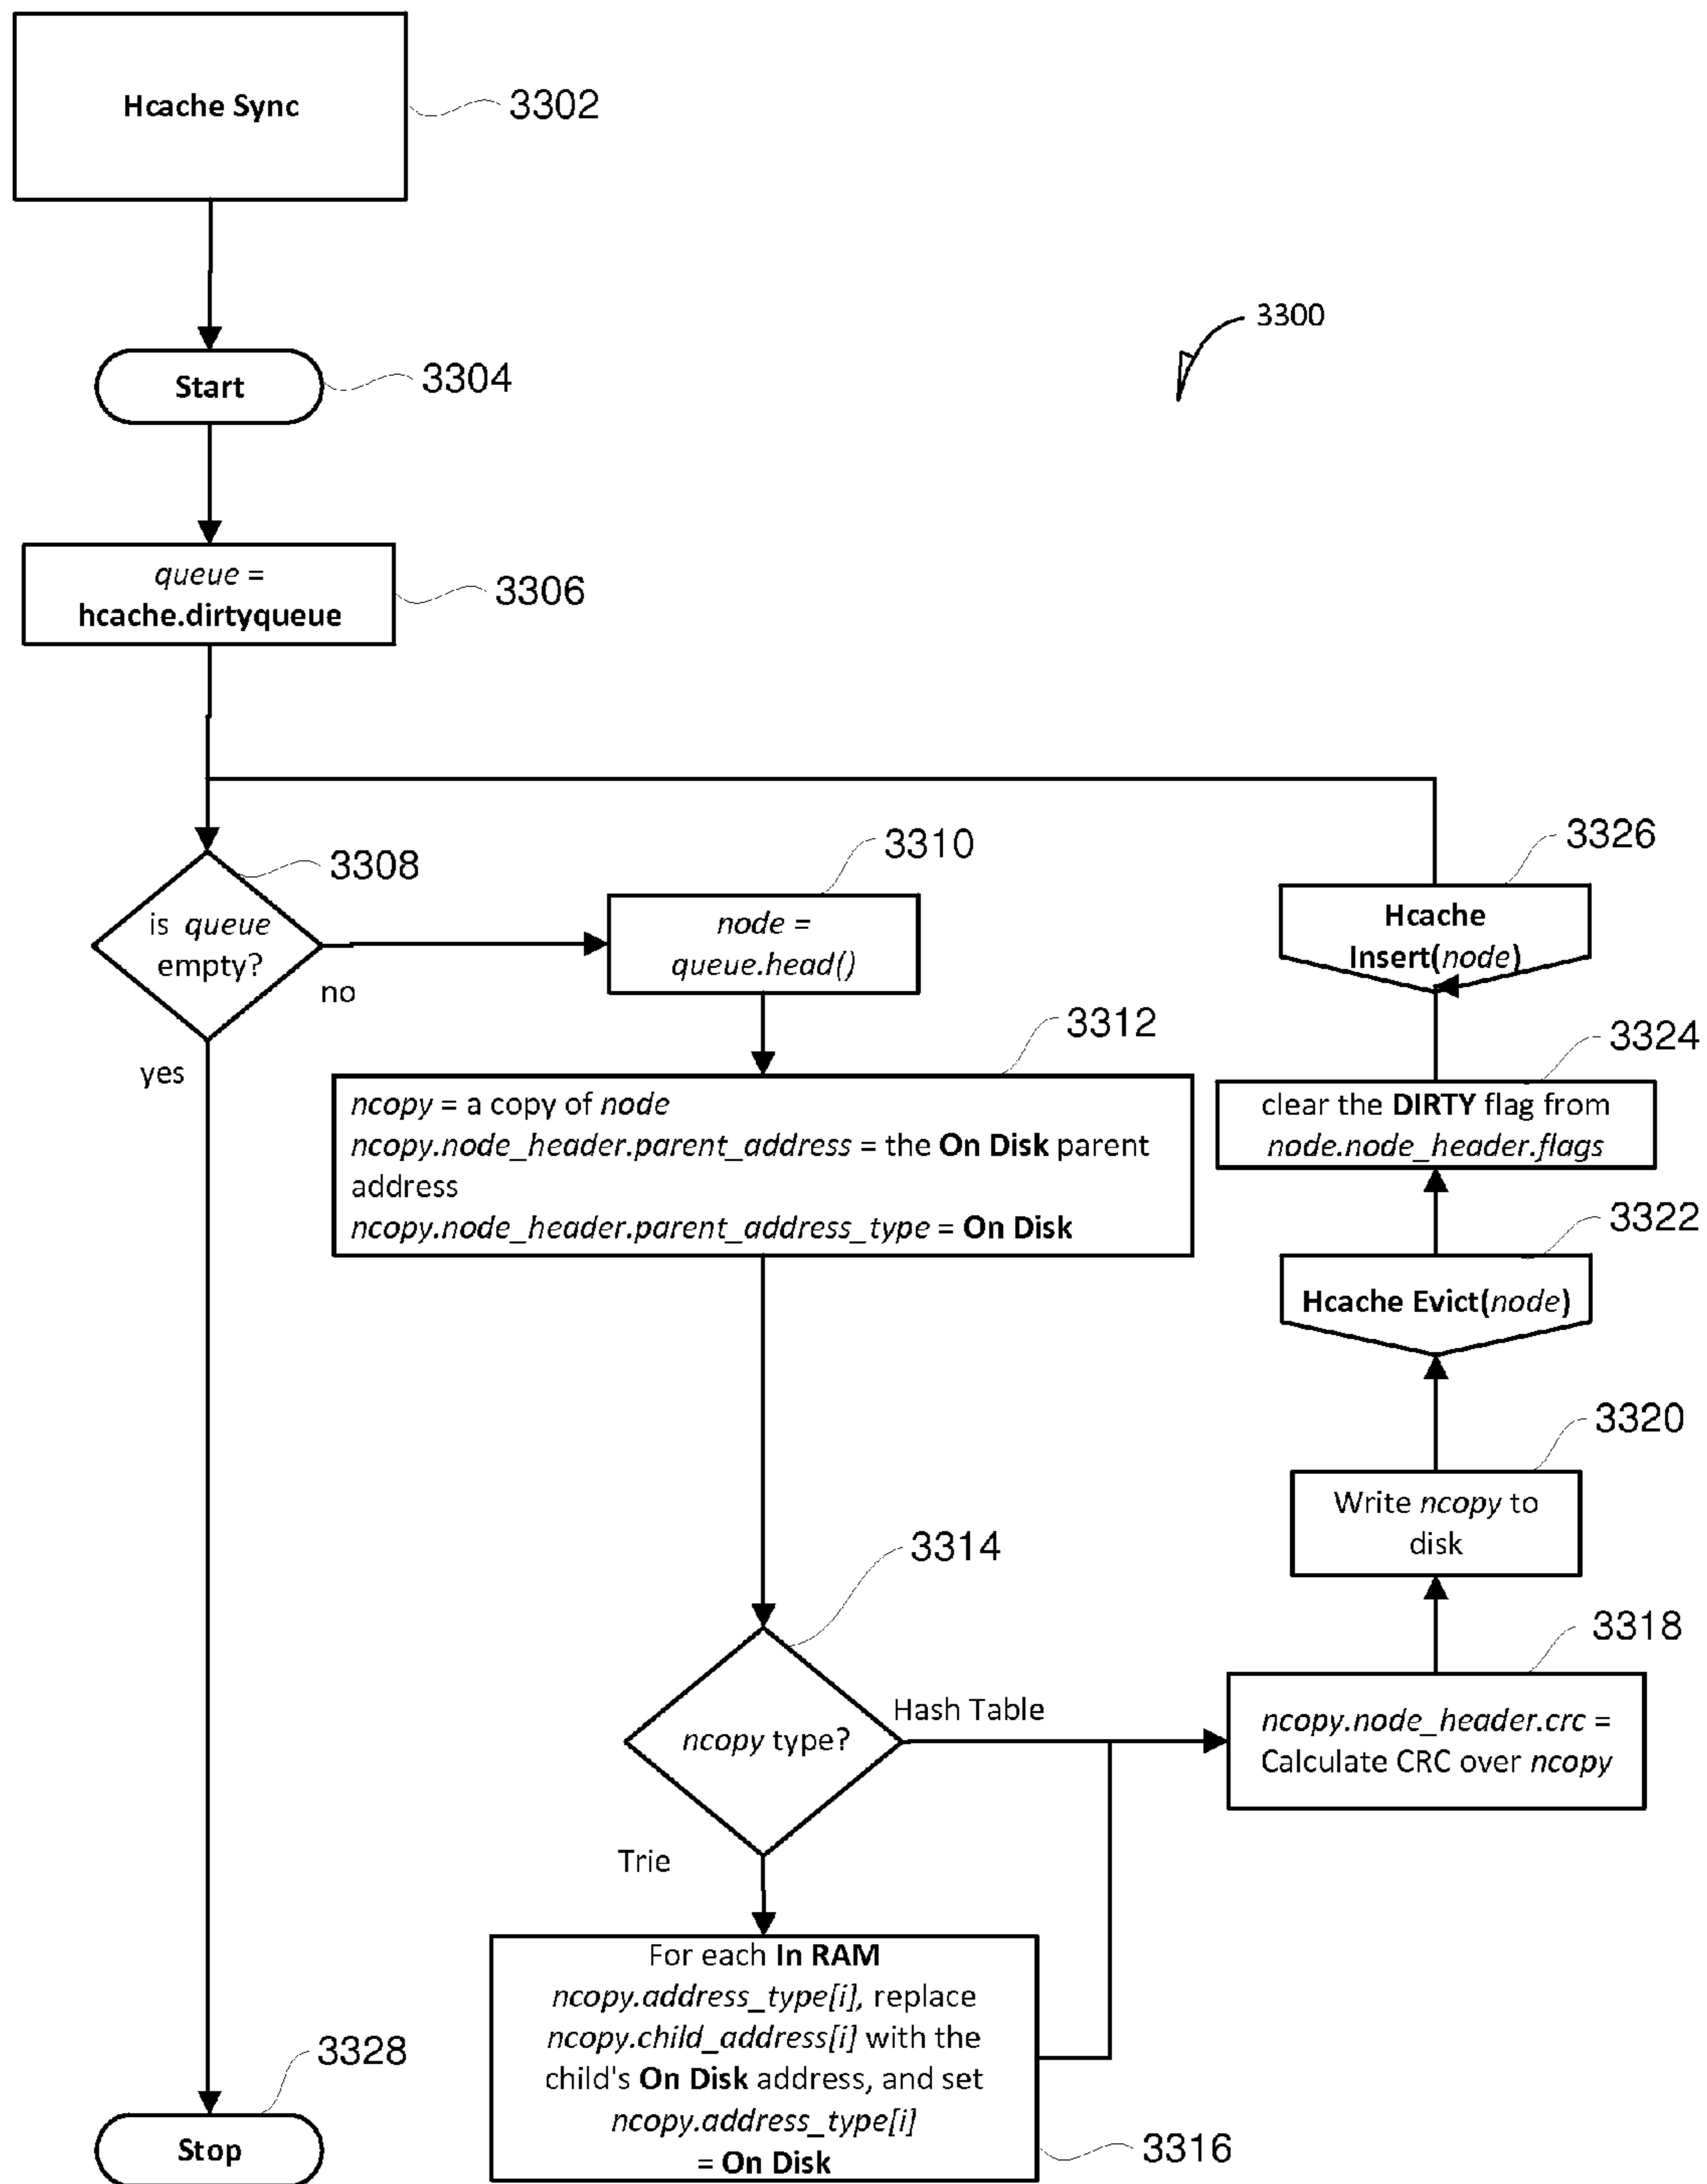 Hcache Sync
3302
3300
Start
3304
queue =
hcache.dirtyqueue
3306
3308
is queue
empty?
no
yes
3310
node =
queue.head()
3312
ncopy = a copy of node
ncopy.node_header.parent_address = the On Disk parent
address
ncopy.node_header.parent_address_type = On Disk
3314
ncopy type?
Hash Table
Trie
For each In RAM
ncopy.address_type[i], replace
ncopy.child_address[i] with the
child's On Disk address, and set
ncopy.address_type[i]
= On Disk
3316
3318
ncopy.node_header.crc =
Calculate CRC over ncopy
3320
Write ncopy to
disk
3322
Hcache Evict(node)
3324
clear the DIRTY flag from
node.node_header.flags
3326
Hcache
Insert(node)
3328
Stop